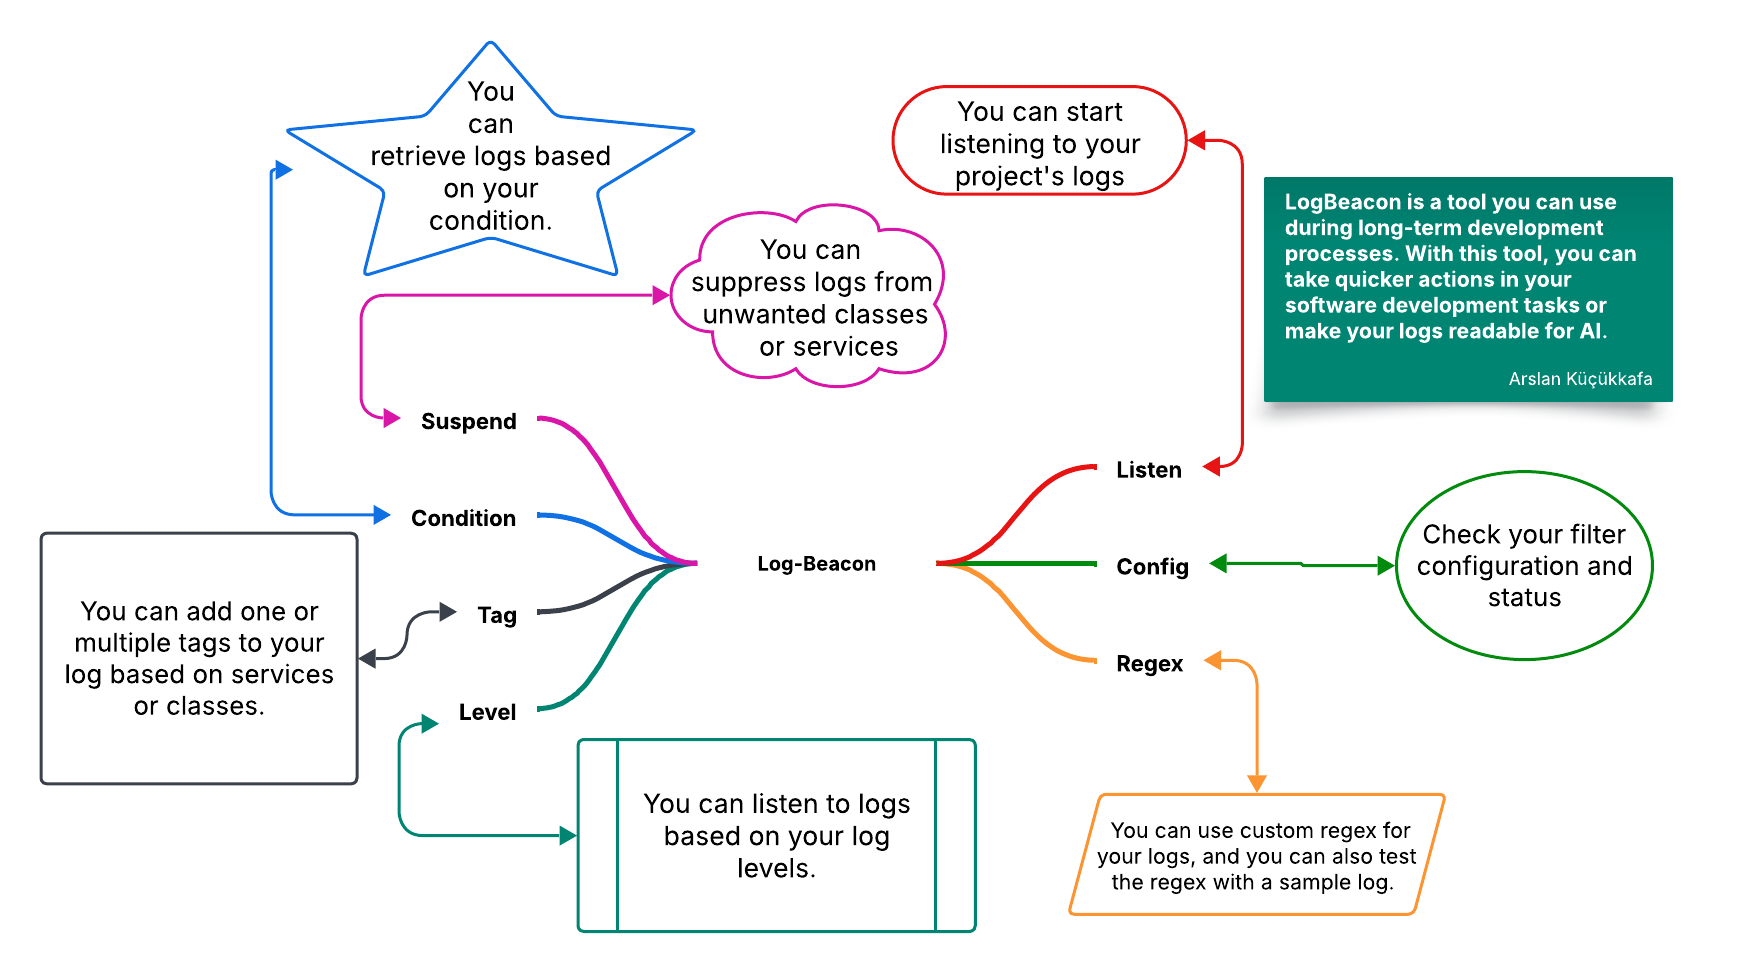 You
can
retrieve logs based
on your
condition.
You can start
listening to your
project's logs
LogBeacon is a tool you can use
during long-term development
processes. With this tool, you can
take quicker actions in your
software development tasks or
make your logs readable for AI.
Arslan Küçükkafa
You can
suppress logs from
unwanted classes
or services
Suspend
Condition
Tag
Level
Log-Beacon
Listen
Config
Regex
Check your filter
configuration and
status
You can add one or
multiple tags to your
log based on services
or classes.
You can listen to logs
based on your log
levels.
You can use custom regex for
your logs, and you can also test
the regex with a sample log.